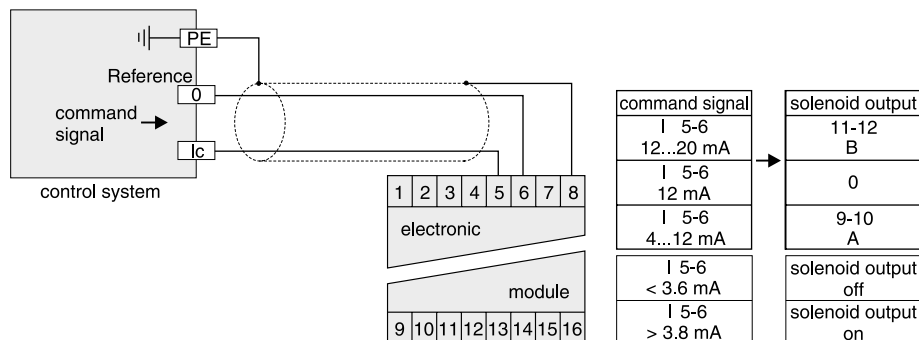 PE
Reference
0
command
signal
Ic
control system
1 2 3 4 5 6 7 8
electronic
module
9 10 11 12 13 14 15 16
command signal
I 5-6
12...20 mA
I 5-6
12 mA
I 5-6
4...12 mA
I 5-6
< 3.6 mA
I 5-6
> 3.8 mA
solenoid output
11-12
B
0
9-10
A
solenoid output
off
solenoid output
on